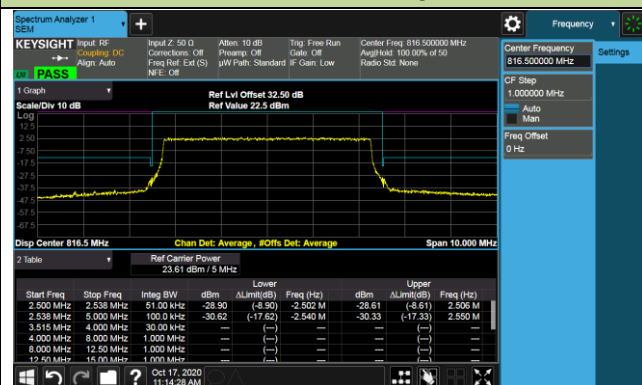 Spectrum Analyzer 1
SEM
+
Frequency
KEYSIGHT
Input: RF
Coupling: DC
Align: Auto
Input Z: 50 Ω
Corrections: Off
Freq Ref: Ext (S)
NFE: Off
Atten: 10 dB
Preamp: Off
µW Path: Standard
Trig: Free Run
Gate: Off
IF Gain: Low
Center Freq: 816.500000 MHz
Avg|Hold: 100.00% of 50
Radio Std: None
PASS
Center Frequency
816.500000 MHz
Settings
CF Step
1.000000 MHz
Auto
Man
Freq Offset
0 Hz
1 Graph
Scale/Div 10 dB
Ref Lvl Offset 32.50 dB
Ref Value 22.5 dBm
Log
12.5
2.50
-7.50
-17.5
-27.5
-37.5
-47.5
-57.5
-67.5
Disp Center 816.5 MHz
Chan Det: Average, #Offs Det: Average
Span 10.000 MHz
2 Table
Ref Carrier Power
23.61 dBm / 5 MHz
Lower Upper
Start Freq Stop Freq Integ BW dBm ΔLimit(dB) Freq (Hz) dBm ΔLimit(dB) Freq (Hz)
2.500 MHz 2.538 MHz 51.00 kHz -28.90 (-8.90) -2.502 M -28.61 (-8.61) 2.506 M
2.538 MHz 5.000 MHz 100.0 kHz -30.62 (-17.62) -2.540 M -30.33 (-17.33) 2.550 M
3.515 MHz 4.000 MHz 30.00 kHz --- (---) --- (---)
4.000 MHz 8.000 MHz 1.000 MHz --- (---) --- (---)
8.000 MHz 12.50 MHz 1.000 MHz --- (---) --- (---)
12.50 MHz 15.00 MHz 1.000 MHz --- (---) --- (---)
?
Oct 17, 2020
11:14:28 AM